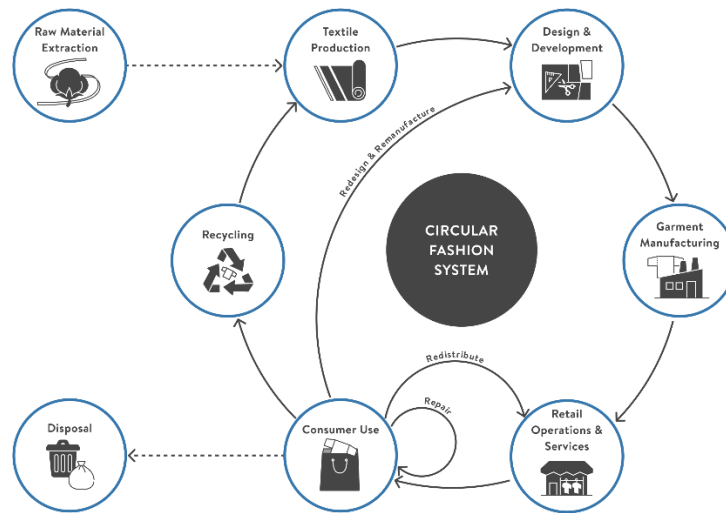 Raw Material
Extraction
Textile
Production
Design &
Development
Redesign & Remanufacture
Recycling
CIRCULAR
FASHION
SYSTEM
Garment
Manufacturing
Redistribute
Repair
Disposal
Consumer Use
Retail
Operations &
Services